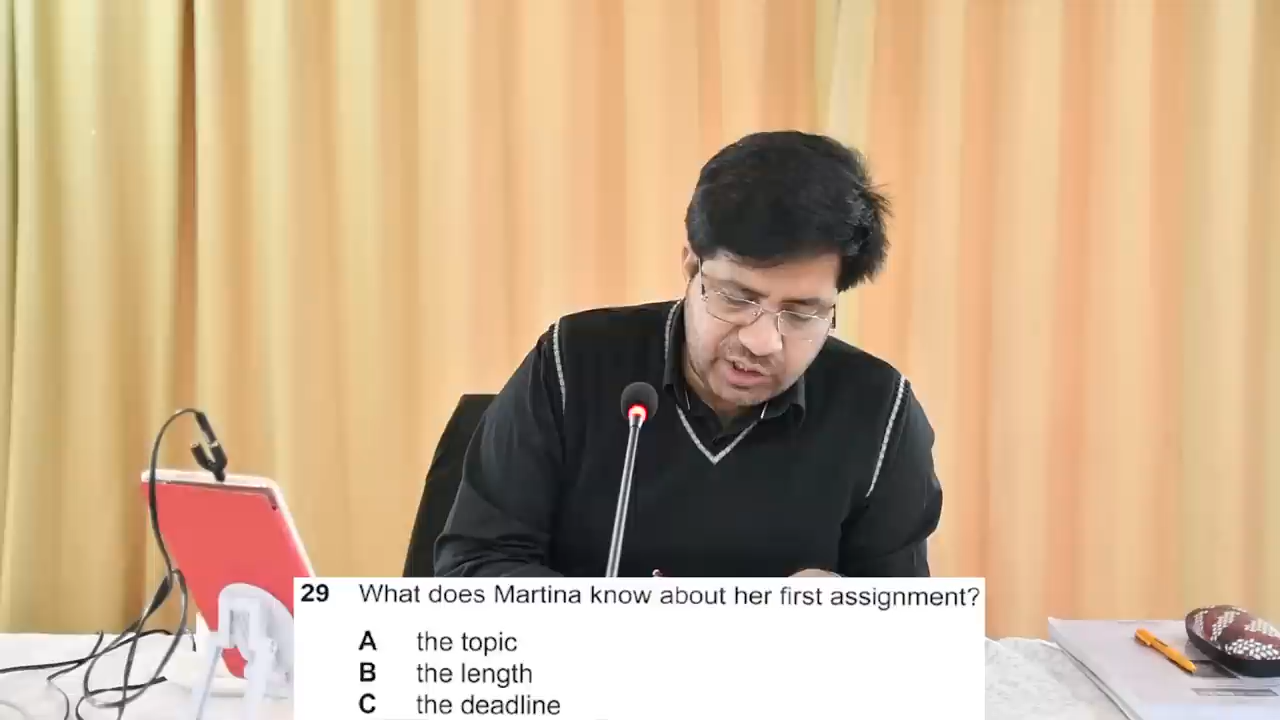 29 What does Martina know about her first assignment?
A the topic
B the length
C the deadline